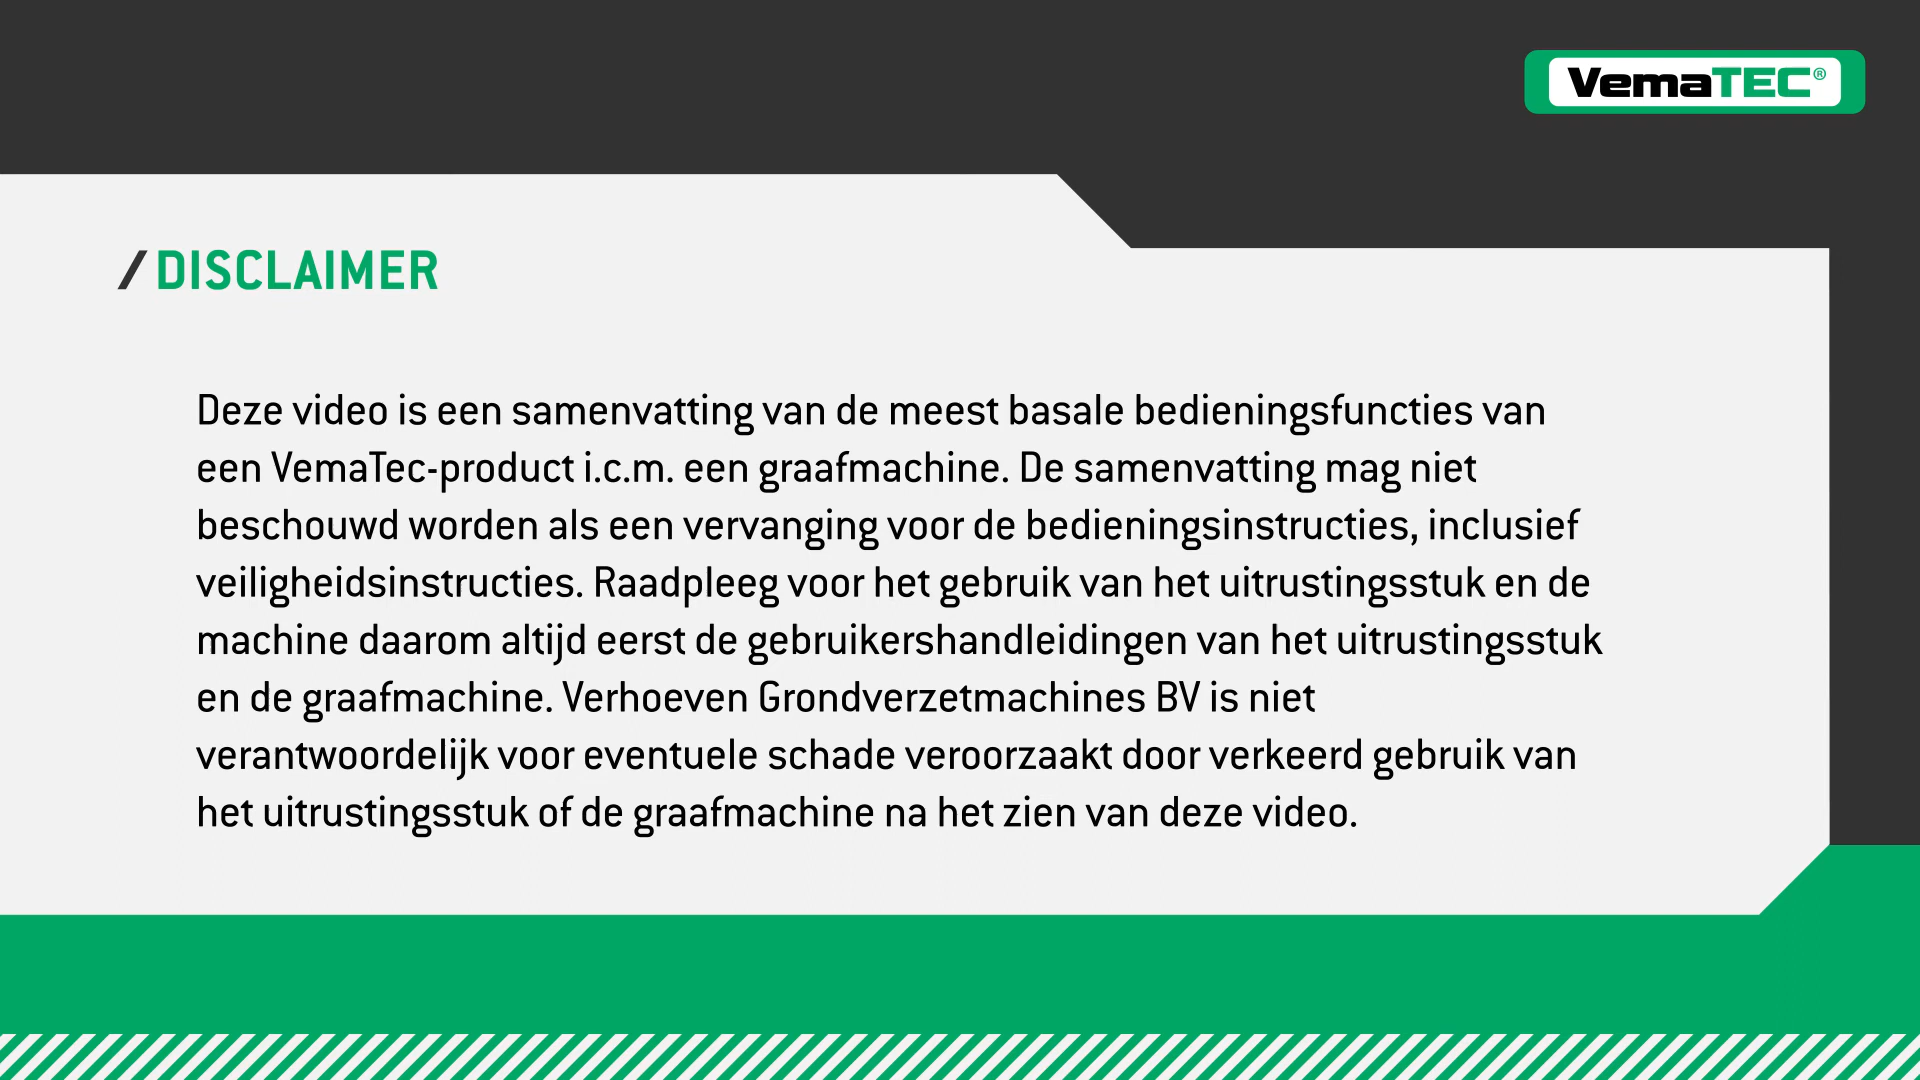 VemaTEC®
/DISCLAIMER
Deze video is een samenvatting van de meest basale bedieningsfuncties van
een VemaTec-product i.c.m. een graafmachine. De samenvatting mag niet
beschouwd worden als een vervanging voor de bedieningsinstructies, inclusief
veiligheidsinstructies. Raadpleeg voor het gebruik van het uitrustingsstuk en de
machine daarom altijd eerst de gebruikershandleidingen van het uitrustingsstuk
en de graafmachine. Verhoeven Grondverzetmachines BV is niet
verantwoordelijk voor eventuele schade veroorzaakt door verkeerd gebruik van
het uitrustingsstuk of de graafmachine na het zien van deze video.